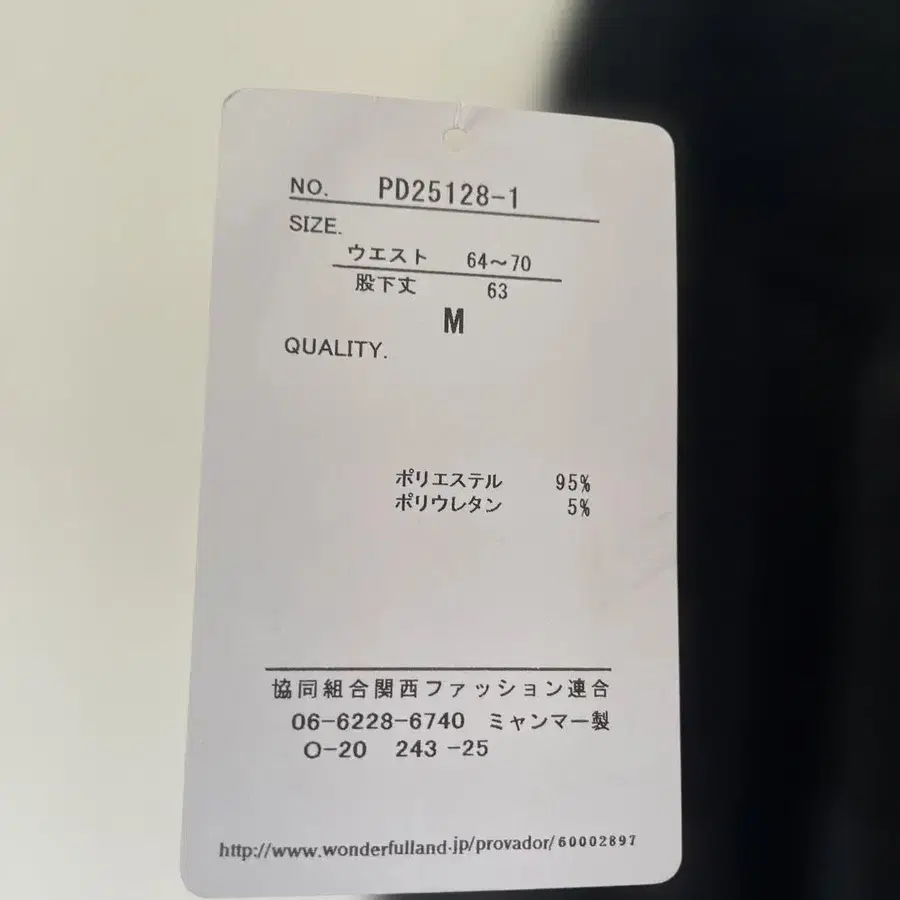 NO. PD25128-1
SIZE.
ウエスト 64～70
股下丈 63
M
QUALITY.
ポリエステル 95%
ポリウレタン 5%
協同組合関西ファッション連合
06-6228-6740 ミャンマー製
O-20 243 -25
http://www.wonderfulland.jp/provador/60002897